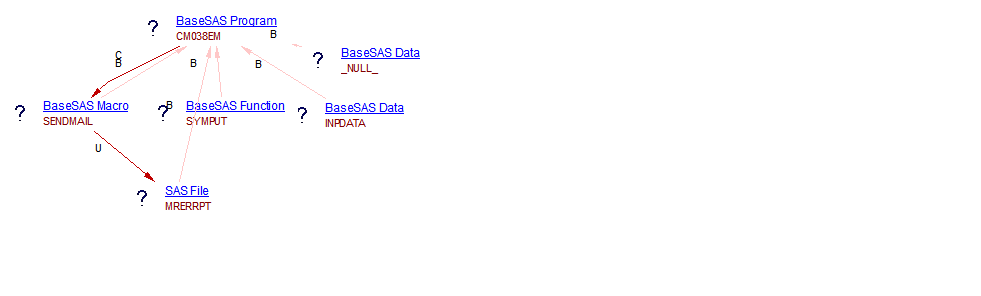 ? BaseSAS Program
CM038EM
B
? BaseSAS Data
_NULL_
C
B
B
B
? BaseSAS Macro
SENDMAIL
? B
BaseSAS Function
SYMPUT
? BaseSAS Data
INPDATA
U
? SAS File
MRERRPT